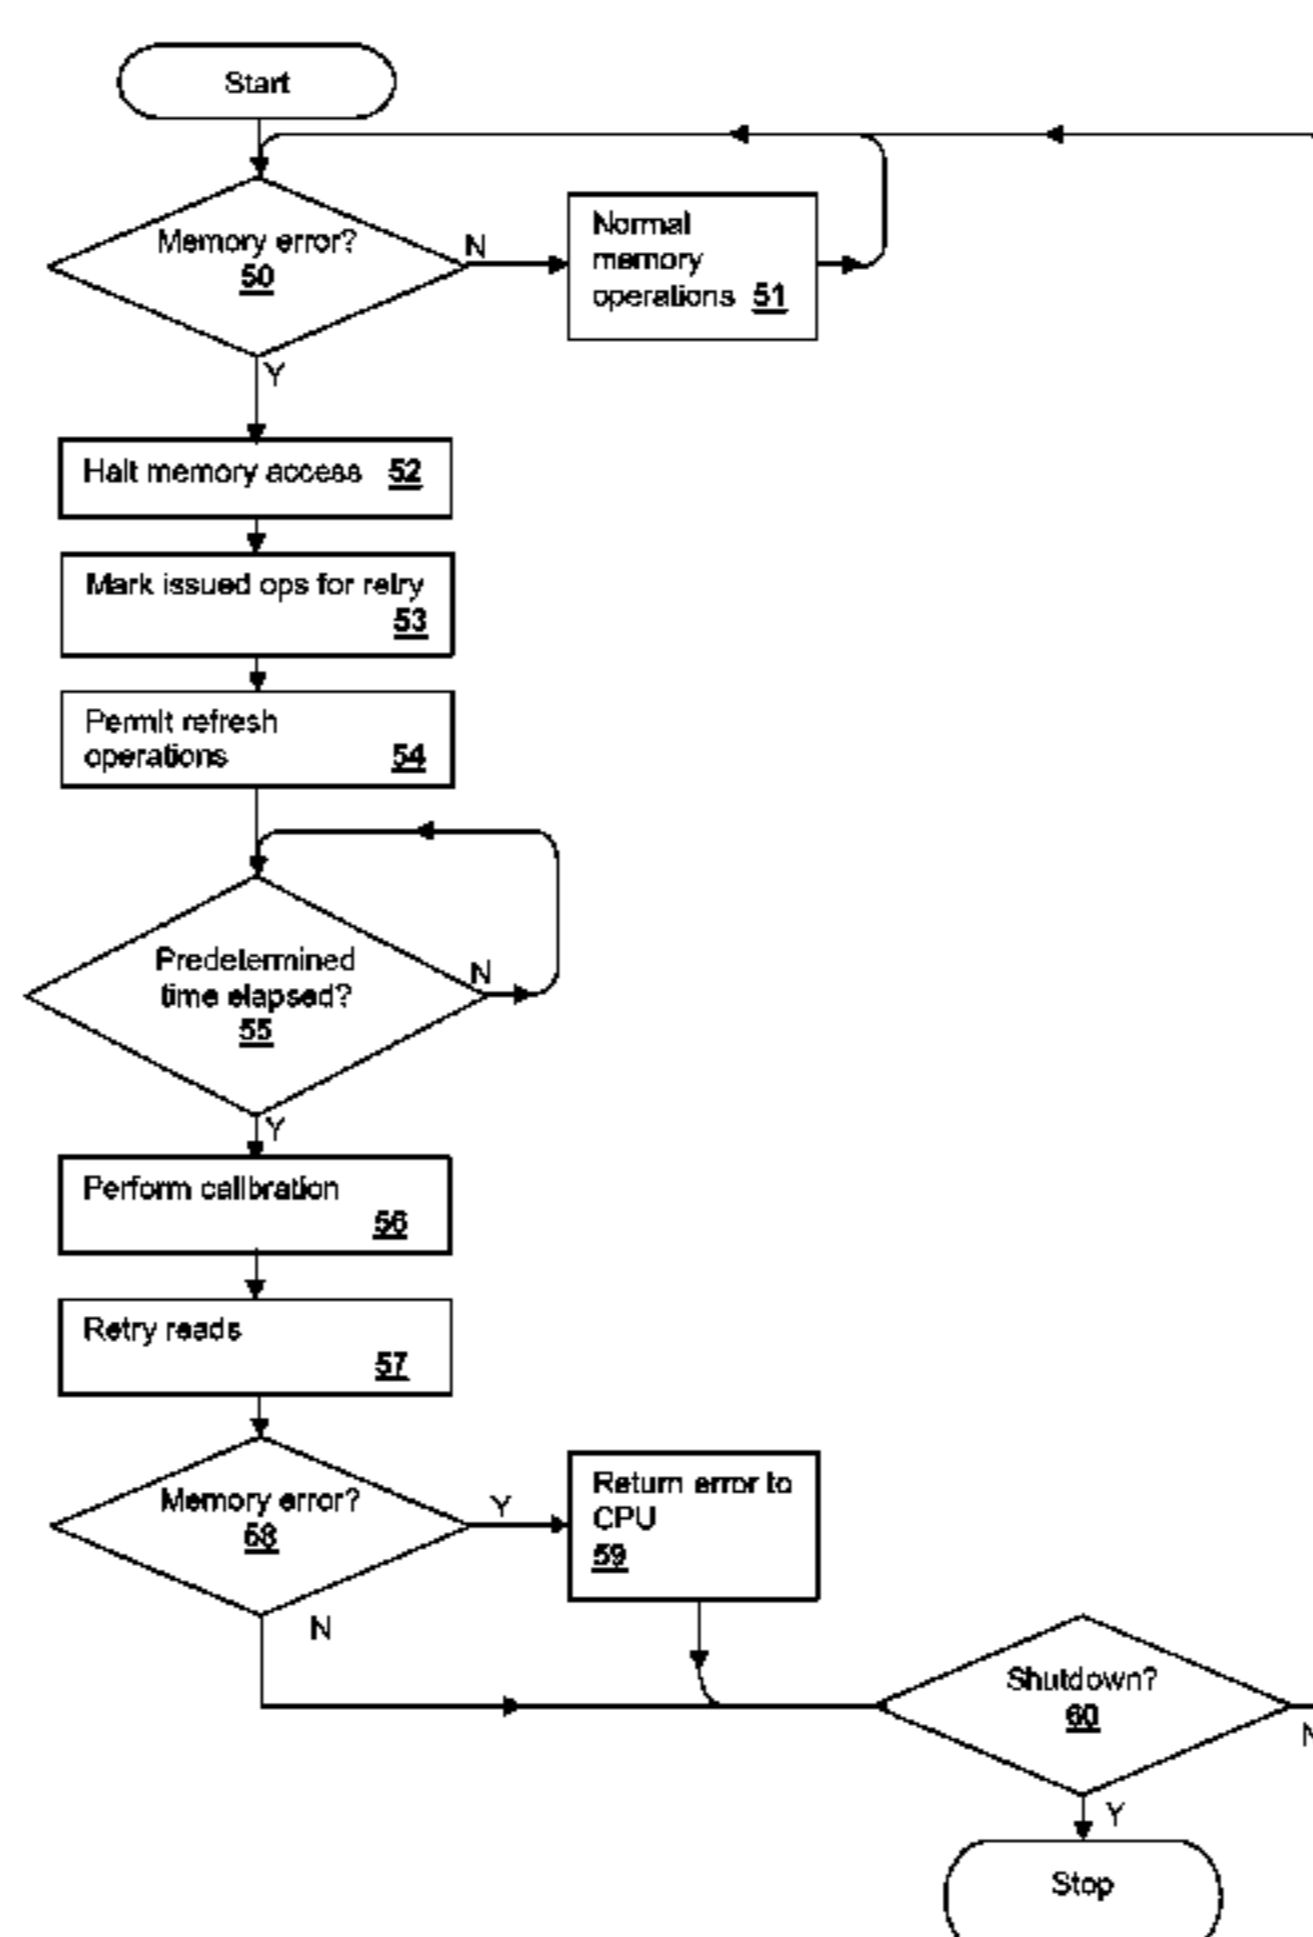 Start
Memory error?
50
N
Normal
memory
operations 51
Y
Halt memory access 52
Mark issued ops for retry
53
Permit refresh
operations 54
Predetermined
time elapsed?
55
N
Y
Perform calibration
56
Retry reads
57
Memory error?
58
Y
Return error to
CPU
59
N
Shutdown?
60
N
Y
Stop